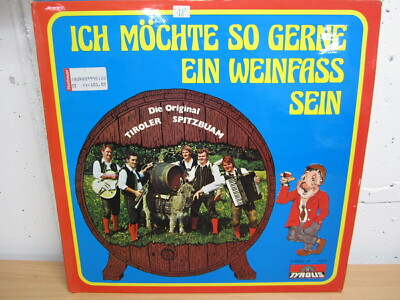 ICH MÖCHTE SO GERNE
EIN WEINFASS
SEIN
Die Original
TIROLER SPITZBUAM
TYROLIS